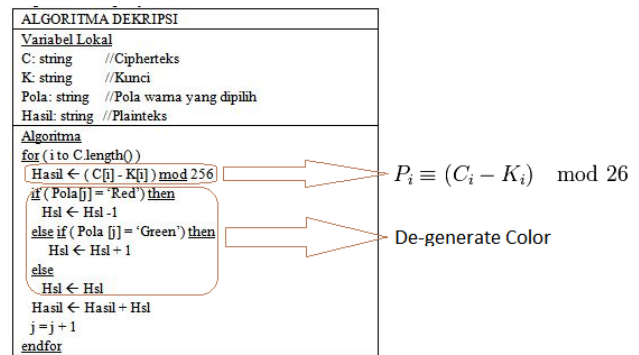 ALGORITMA DEKRIPSI
Variabel Lokal
C: string //Cipherteks
K: string //Kunci
Pola: string //Pola warna yang dipilih
Hasil: string //Plainteks
Algoritma
for ( i to C.length() )
Hasil ← ( C[i] - K[i] ) mod 256
if ( Pola[j] = ‘Red’) then
Hsl ← Hsl -1
else if ( Pola [j] = ‘Green’) then
Hsl ← Hsl + 1
else
Hsl ← Hsl
Hasil ← Hasil + Hsl
j = j + 1
endfor
P_i ≡ (C_i − K_i) mod 26
De-generate Color